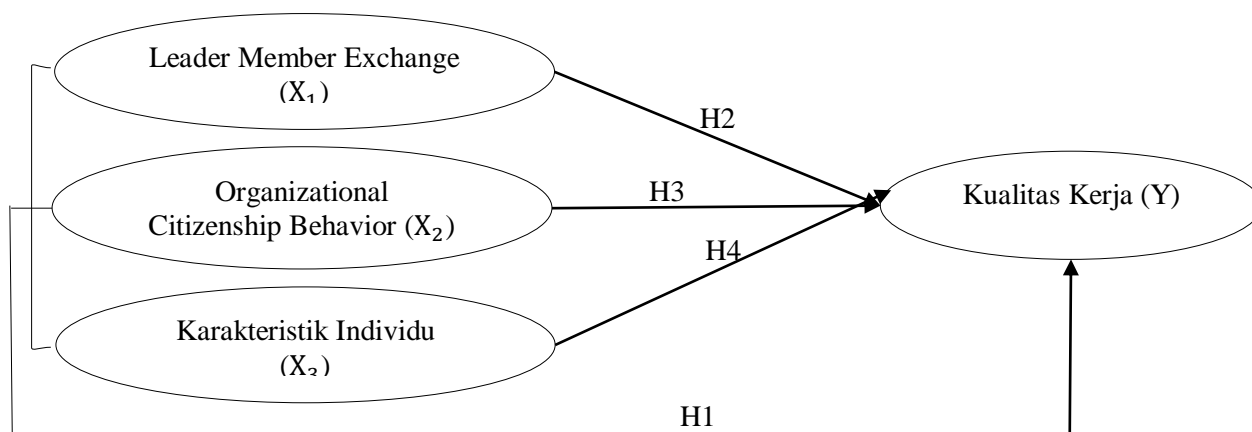 Leader Member Exchange
(X₁)
H2
Organizational
Citizenship Behavior (X₂)
H3
Kualitas Kerja (Y)
H4
Karakteristik Individu
(X₃)
H1